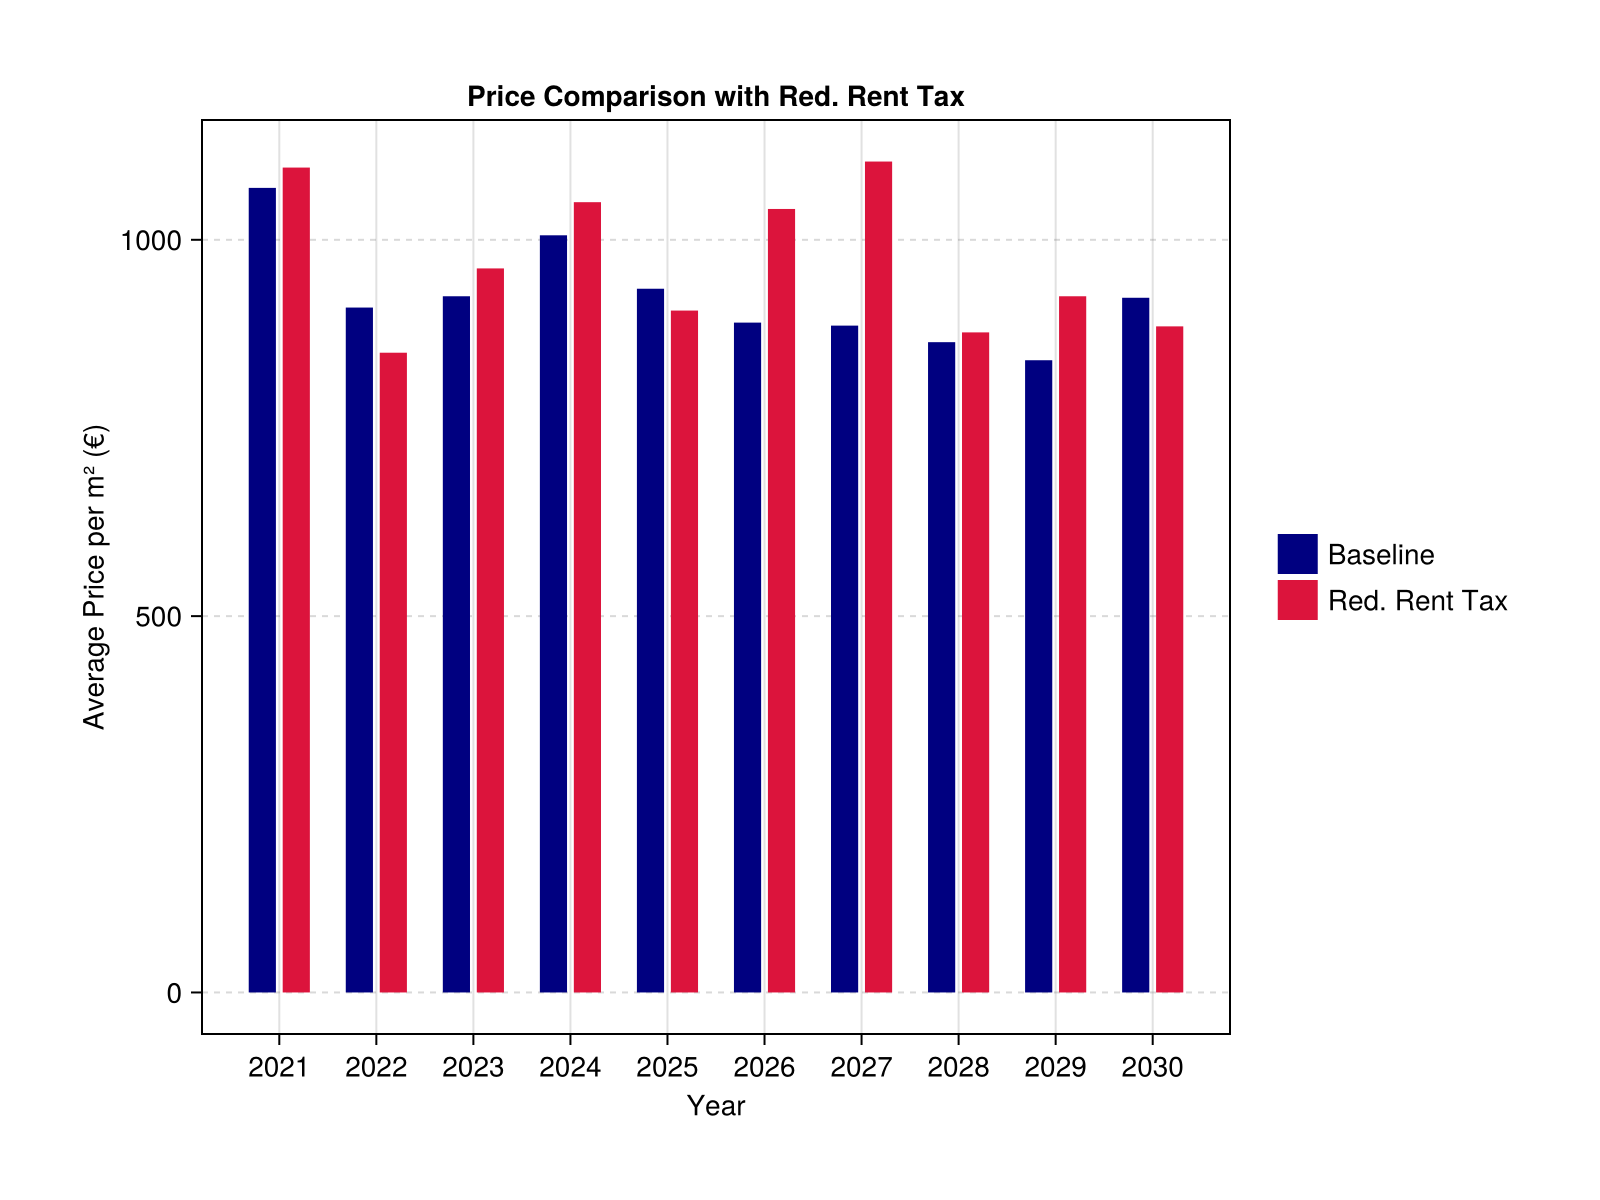 Price Comparison with Red. Rent Tax
Average Price per m² (€)
1000
500
0
2021 2022 2023 2024 2025 2026 2027 2028 2029 2030
Year
Baseline
Red. Rent Tax